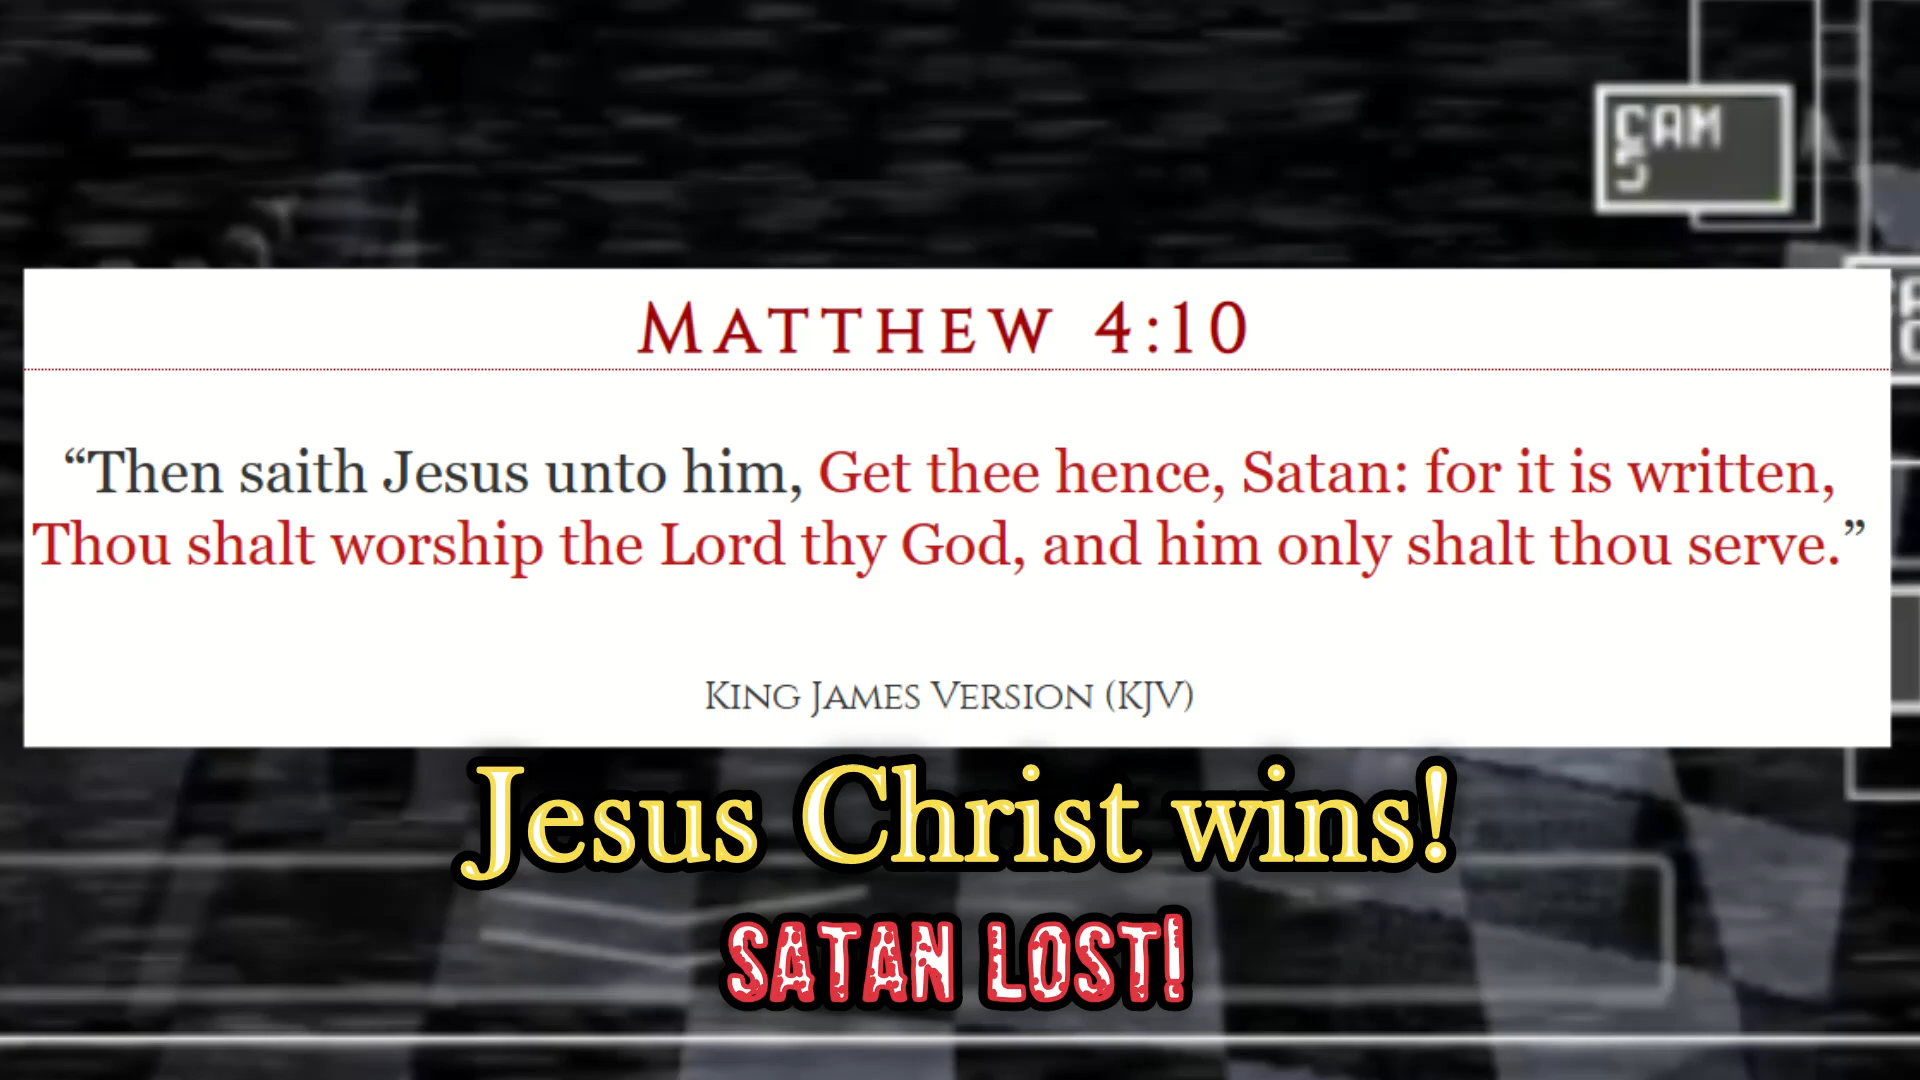 CAM
5
MATTHEW 4:10
“Then saith Jesus unto him, Get thee hence, Satan: for it is written,
Thou shalt worship the Lord thy God, and him only shalt thou serve.”
KING JAMES VERSION (KJV)
Jesus Christ wins!
SATAN LOST!